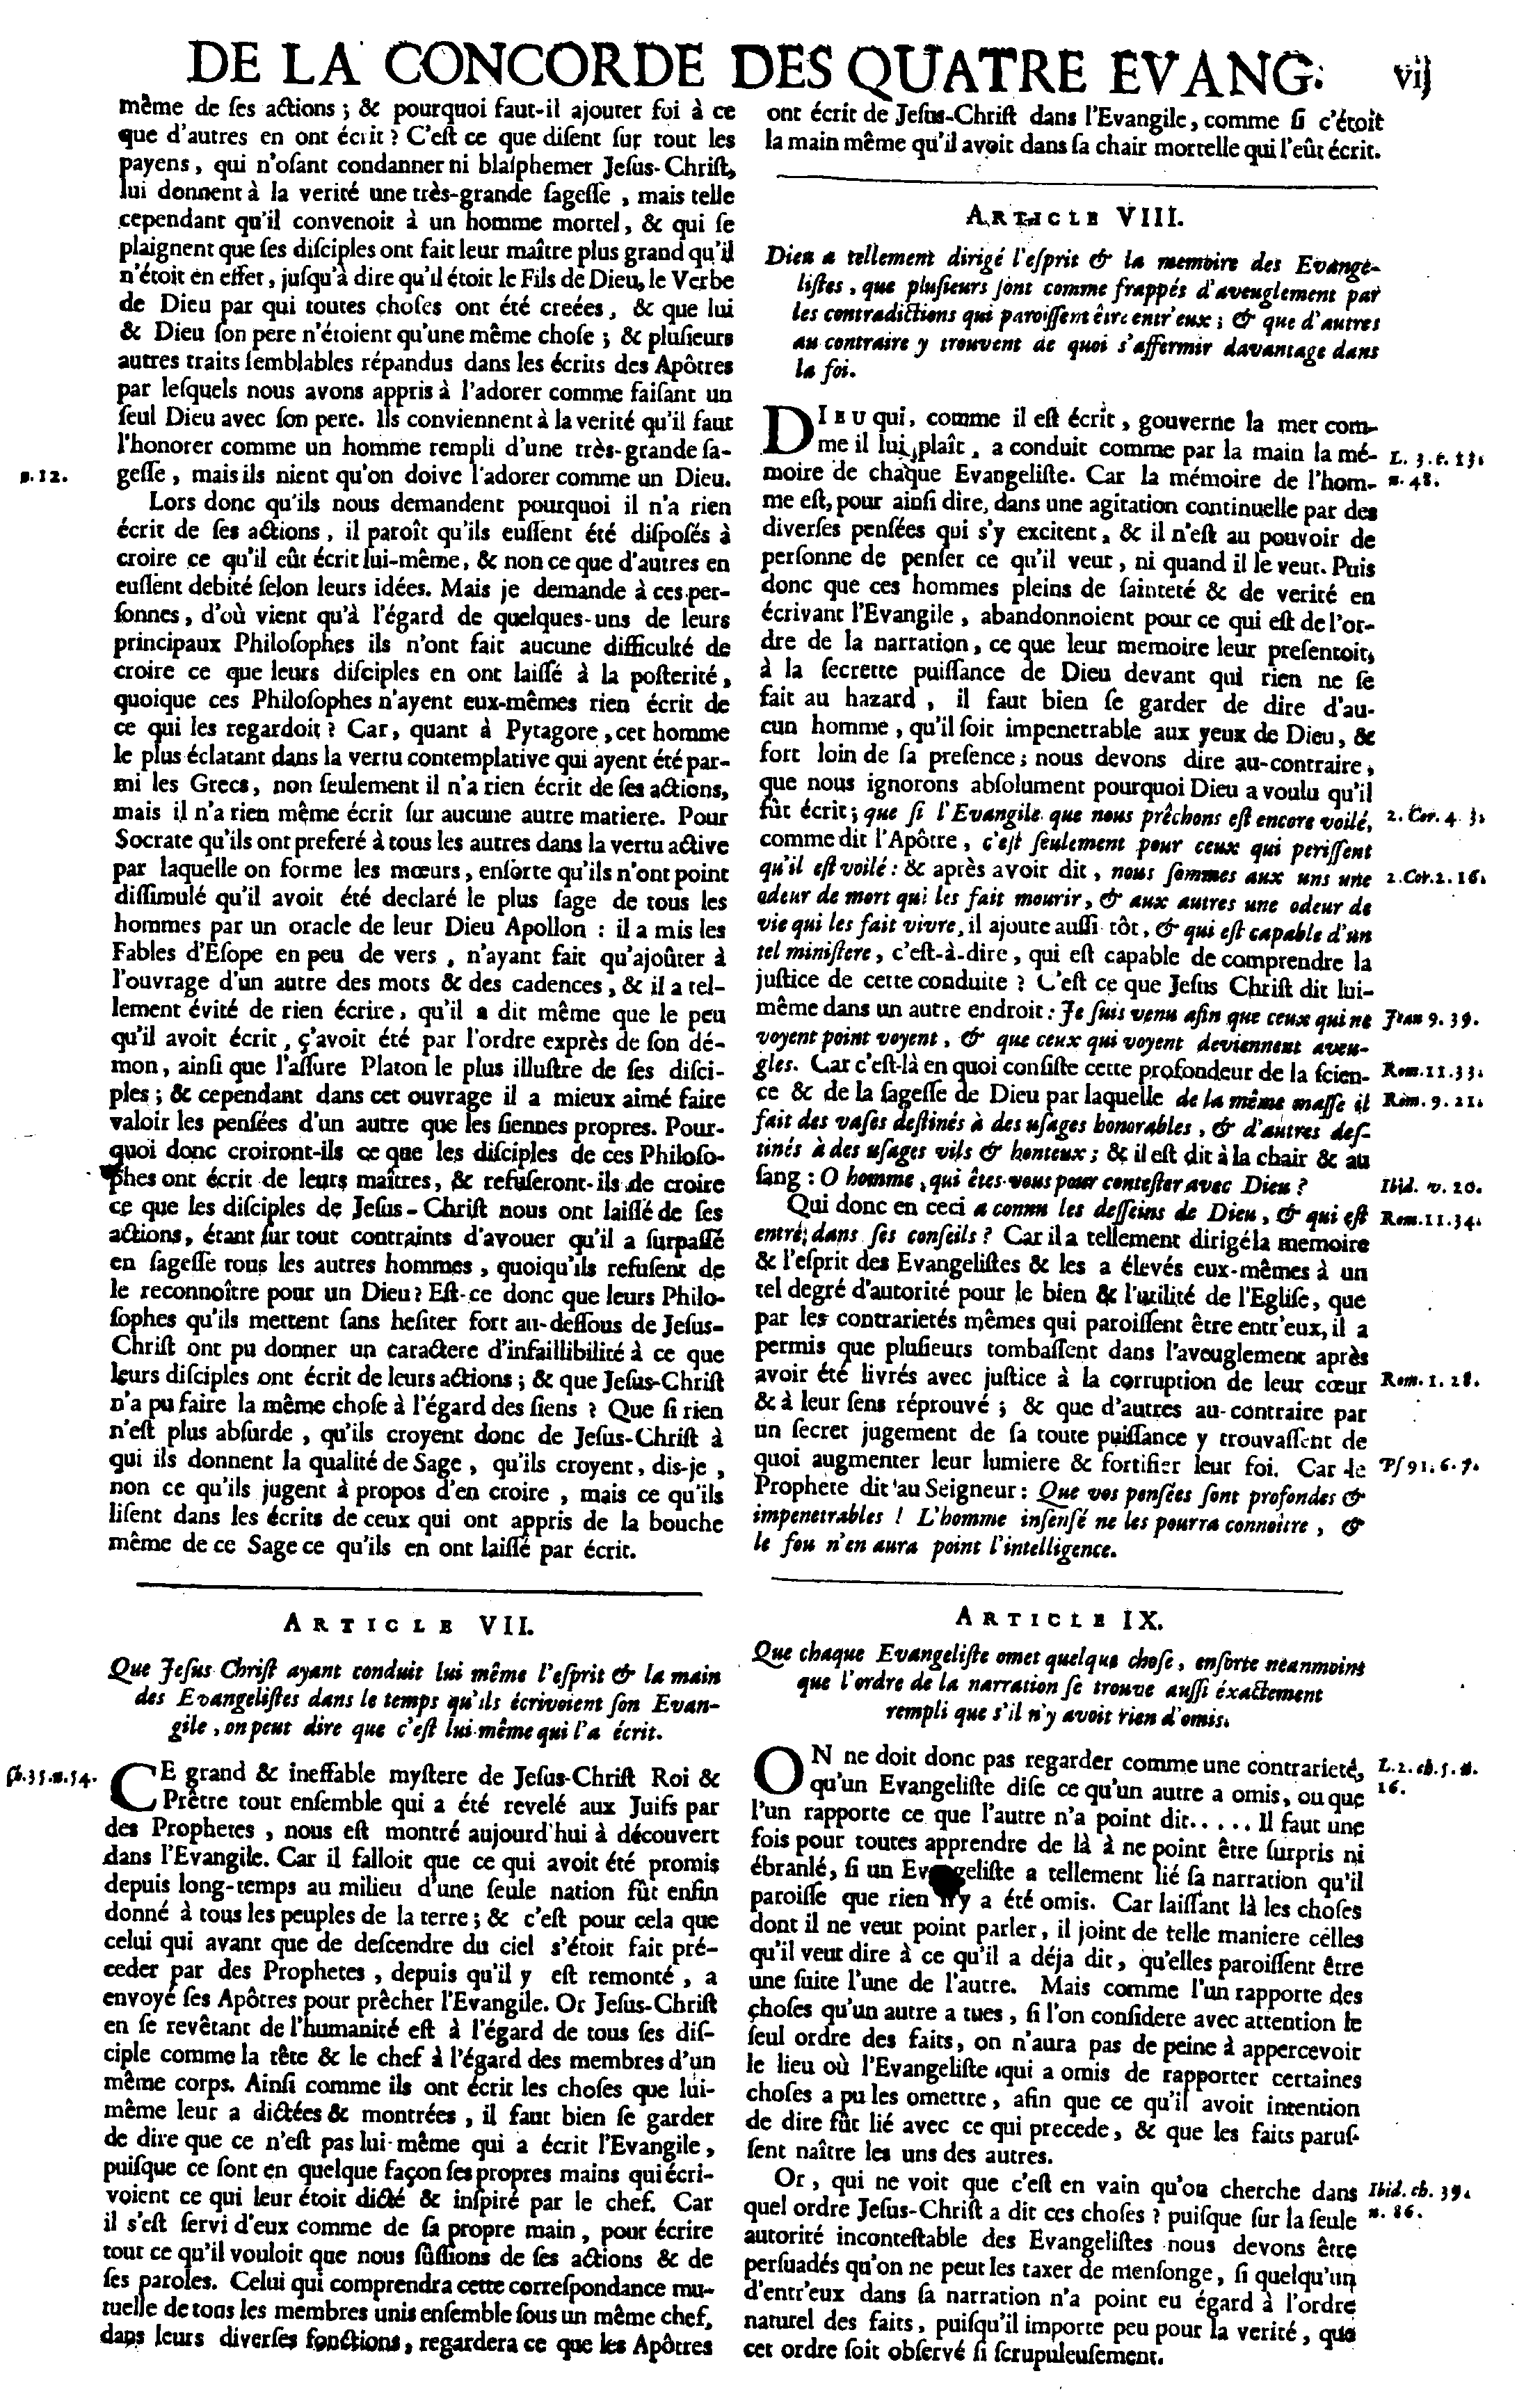 DE LA CONCORDE DES QUATRE EVANG. vij
même de ſes actions ; & pourquoi faut-il ajouter foi à ce
que d'autres en ont écrit ? C'eſt ce que diſent ſur tout les
payens, qui n'oſant condanner ni blaſphemer Jeſus-Chriſt,
lui donnent à la verité une très-grande ſageſſe, mais telle
cependant qu'il convenoit à un homme mortel, & qui ſe
plaignent que ſes diſciples ont fait leur maître plus grand qu'il
n'étoit en effet, juſqu'à dire qu'il étoit le Fils de Dieu, le Verbe
de Dieu par qui toutes choſes ont été creées, & que lui
& Dieu ſon pere n'étoient qu'une même choſe ; & pluſieurs
autres traits ſemblables répandus dans les écrits des Apôtres
par leſquels nous avons appris à l'adorer comme faiſant un
ſeul Dieu avec ſon pere. Ils conviennent à la verité qu'il faut
l'honorer comme un homme rempli d'une très-grande ſa-
n. 12. geſſe, mais ils nient qu'on doive l'adorer comme un Dieu.
Lors donc qu'ils nous demandent pourquoi il n'a rien
écrit de ſes actions, il paroît qu'ils euſſent été diſpoſés à
croire ce qu'il eût écrit lui-même, & non ce que d'autres en
euſſent debité ſelon leurs idées. Mais je demande à ces per-
ſonnes, d'où vient qu'à l'égard de quelques-uns de leurs
principaux Philoſophes ils n'ont fait aucune difficulté de
croire ce que leurs diſciples en ont laiſſé à la poſterité,
quoique ces Philoſophes n'ayent eux-mêmes rien écrit de
ce qui les regardoit ? Car, quant à Pytagore, cet homme
le plus éclatant dans la vertu contemplative qui ayent été par-
mi les Grecs, non ſeulement il n'a rien écrit de ſes actions,
mais il n'a rien même écrit ſur aucune autre matiere. Pour
Socrate qu'ils ont preferé à tous les autres dans la vertu active
par laquelle on forme les mœurs, enſorte qu'ils n'ont point
diſſimulé qu'il avoit été declaré le plus ſage de tous les
hommes par un oracle de leur Dieu Apollon : il a mis les
Fables d'Eſope en peu de vers, n'ayant fait qu'ajoûter à
l'ouvrage d'un autre des mots & des cadences, & il a tel-
lement évité de rien écrire, qu'il a dit même que le peu
qu'il avoit écrit, ç'avoit été par l'ordre exprès de ſon dé-
mon, ainſi que l'aſſure Platon le plus illuſtre de ſes diſci-
ples ; & cependant dans cet ouvrage il a mieux aimé faire
valoir les penſées d'un autre que les ſiennes propres. Pour-
quoi donc croiront-ils ce que les diſciples de ces Philoſo-
phes ont écrit de leurs maîtres, & refuſeront-ils de croire
ce que les diſciples de Jeſus-Chriſt nous ont laiſſé de ſes
actions, étant ſur tout contraints d'avouer qu'il a ſurpaſſé
en ſageſſe tous les autres hommes, quoiqu'ils refuſent de
le reconnoître pour un Dieu ? Eſt-ce donc que leurs Philo-
ſophes qu'ils mettent ſans heſiter fort au-deſſous de Jeſus-
Chriſt ont pu donner un caractere d'infaillibilité à ce que
leurs diſciples ont écrit de leurs actions ; & que Jeſus-Chriſt
n'a pu faire la même choſe à l'égard des ſiens ? Que ſi rien
n'eſt plus abſurde, qu'ils croyent donc de Jeſus-Chriſt à
qui ils donnent la qualité de Sage, qu'ils croyent, dis-je,
non ce qu'ils jugent à propos d'en croire, mais ce qu'ils
liſent dans les écrits de ceux qui ont appris de la bouche
même de ce Sage ce qu'ils en ont laiſſé par écrit.
ARTICLE VII.
Que Jeſus Chriſt ayant conduit lui même l'eſprit & la main
des Evangeliſtes dans le temps qu'ils écrivoient ſon Evan-
gile, on peut dire que c'eſt lui-même qui l'a écrit.
Ch. 35. n. 54. CE grand & ineffable myſtere de Jeſus-Chriſt Roi &
Prêtre tout enſemble qui a été revelé aux Juifs par
des Prophetes, nous eſt montré aujourd'hui à découvert
dans l'Evangile. Car il falloit que ce qui avoit été promis
depuis long-temps au milieu d'une ſeule nation fût enfin
donné à tous les peuples de la terre ; & c'eſt pour cela que
celui qui avant que de deſcendre du ciel s'étoit fait pré-
ceder par des Prophetes, depuis qu'il y eſt remonté, a
envoyé ſes Apôtres pour prêcher l'Evangile. Or Jeſus-Chriſt
en ſe revêtant de l'humanité eſt à l'égard de tous ſes diſ-
ciple comme la tête & le chef à l'égard des membres d'un
même corps. Ainſi comme ils ont écrit les choſes que lui-
même leur a dictées & montrées, il faut bien ſe garder
de dire que ce n'eſt pas lui-même qui a écrit l'Evangile,
puiſque ce ſont en quelque façon ſes propres mains qui écri-
voient ce qui leur étoit dicté & inſpiré par le chef. Car
il s'eſt ſervi d'eux comme de ſa propre main, pour écrire
tout ce qu'il vouloit que nous ſûſſions de ſes actions & de
ſes paroles. Celui qui comprendra cette correſpondance mu-
tuelle de tous les membres unis enſemble ſous un même chef,
dans leurs diverſes fonctions, regardera ce que les Apôtres
ont écrit de Jeſus-Chriſt dans l'Evangile, comme ſi c'étoit
la main même qu'il avoit dans ſa chair mortelle qui l'eût écrit.
ARTICLE VIII.
Dieu a tellement dirigé l'eſprit & la memoire des Evange-
liſtes, que pluſieurs ſont comme frappés d'aveuglement par
les contradictions qui paroiſſent être entr'eux ; & que d'autres
au contraire y trouvent de quoi s'affermir davantage dans
la foi.
DIEU qui, comme il eſt écrit, gouverne la mer com-
me il lui plaît, a conduit comme par la main la mé- L. 3. c. 13.
moire de chaque Evangeliſte. Car la mémoire de l'hom- n. 48.
me eſt, pour ainſi dire, dans une agitation continuelle par des
diverſes penſées qui s'y excitent, & il n'eſt au pouvoir de
perſonne de penſer ce qu'il veut, ni quand il le veut. Puis
donc que ces hommes pleins de ſainteté & de verité en
écrivant l'Evangile, abandonnoient pour ce qui eſt de l'or-
dre de la narration, ce que leur memoire leur preſentoit,
à la ſecrette puiſſance de Dieu devant qui rien ne ſe
fait au hazard, il faut bien ſe garder de dire d'au-
cun homme, qu'il ſoit impenetrable aux yeux de Dieu, &
fort loin de ſa preſence ; nous devons dire au-contraire,
que nous ignorons abſolument pourquoi Dieu a voulu qu'il
fût écrit ; que ſi l'Evangile que nous prêchons eſt encore voilé, 2. Cor. 4. 3.
comme dit l'Apôtre, c'eſt ſeulement pour ceux qui periſſent
qu'il eſt voilé : & après avoir dit, nous ſommes aux uns une 2. Cor. 2. 16.
odeur de mort qui les fait mourir, & aux autres une odeur de
vie qui les fait vivre, il ajoute auſſi tôt, & qui eſt capable d'un
tel miniſtere, c'eſt-à-dire, qui eſt capable de comprendre la
juſtice de cette conduite ? C'eſt ce que Jeſus Chriſt dit lui-
même dans un autre endroit : Je ſuis venu afin que ceux qui ne Jean 9. 39.
voyent point voyent, & que ceux qui voyent deviennent aveu-
gles. Car c'eſt-là en quoi conſiſte cette profondeur de la ſcien- Rom. 11. 33.
ce & de la ſageſſe de Dieu par laquelle de la même maſſe il Rom. 9. 21.
fait des vaſes deſtinés à des uſages honorables, & d'autres deſ-
tinés à des uſages vils & honteux ; & il eſt dit à la chair & au
ſang : O homme, qui êtes-vous pour conteſter avec Dieu ? Ibid. v. 20.
Qui donc en ceci a connu les deſſeins de Dieu, & qui eſt Rom. 11. 34.
entré dans ſes conſeils ? Car il a tellement dirigé la memoire
& l'eſprit des Evangeliſtes & les a élevés eux-mêmes à un
tel degré d'autorité pour le bien & l'utilité de l'Egliſe, que
par les contrarietés mêmes qui paroiſſent être entr'eux, il a
permis que pluſieurs tombaſſent dans l'aveuglement après
avoir été livrés avec juſtice à la corruption de leur cœur Rom. 1. 28.
& à leur ſens réprouvé ; & que d'autres au-contraire par
un ſecret jugement de ſa toute puiſſance y trouvaſſent de
quoi augmenter leur lumiere & fortifier leur foi. Car le Pſ 91. 6. 7.
Prophete dit au Seigneur : Que vos penſées ſont profondes &
impenetrables ! L'homme inſenſé ne les pourra connoître, &
le fou n'en aura point l'intelligence.
ARTICLE IX.
Que chaque Evangeliſte omet quelque choſe, enſorte neanmoins
que l'ordre de la narration ſe trouve auſſi éxactement
rempli que s'il n'y avoit rien d'omis.
ON ne doit donc pas regarder comme une contrarieté, L. 2. ch. 5. n.
qu'un Evangeliſte diſe ce qu'un autre a omis, ou que 16.
l'un rapporte ce que l'autre n'a point dit..... Il faut une
fois pour toutes apprendre de là à ne point être ſurpris ni
ébranlé, ſi un Evangeliſte a tellement lié ſa narration qu'il
paroiſſe que rien n'y a été omis. Car laiſſant là les choſes
dont il ne veut point parler, il joint de telle maniere celles
qu'il veut dire à ce qu'il a déja dit, qu'elles paroiſſent être
une ſuite l'une de l'autre. Mais comme l'un rapporte des
choſes qu'un autre a tues, ſi l'on conſidere avec attention le
ſeul ordre des faits, on n'aura pas de peine à appercevoir
le lieu où l'Evangeliſte qui a omis de rapporter certaines
choſes a pu les omettre, afin que ce qu'il avoit intention
de dire fût lié avec ce qui precede, & que les faits paruſ-
ſent naître les uns des autres.
Or, qui ne voit que c'eſt en vain qu'on cherche dans Ibid. ch. 39.
quel ordre Jeſus-Chriſt a dit ces choſes ? puiſque ſur la ſeule n. 86.
autorité inconteſtable des Evangeliſtes nous devons être
perſuadés qu'on ne peut les taxer de menſonge, ſi quelqu'un
d'entr'eux dans ſa narration n'a point eu égard à l'ordre
naturel des faits, puiſqu'il importe peu pour la verité, que
cet ordre ſoit obſervé ſi ſcrupuleuſement.